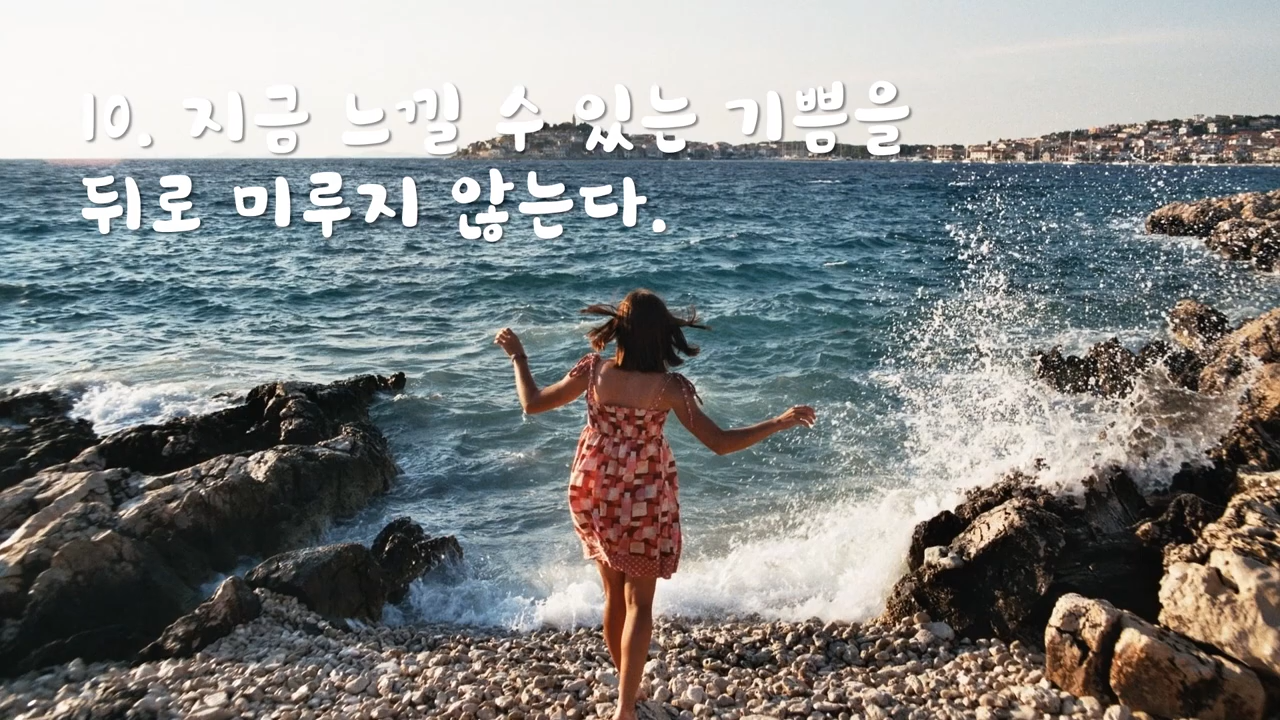 10. 지금 느낄 수 있는 기쁨을
뒤로 미루지 않는다.